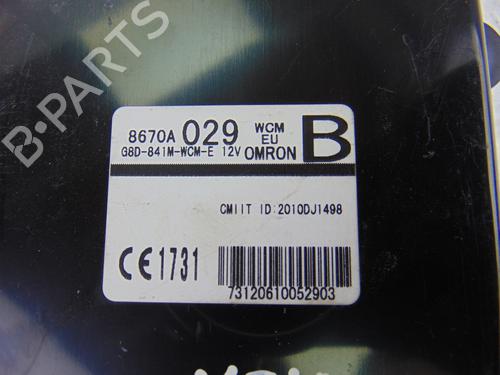 B-PARTS
8670A 029 WCM EU B
G8D-841M-WCM-E 12V OMRON
CMIIT ID:2010DJ1498
CE1731
73120610052903